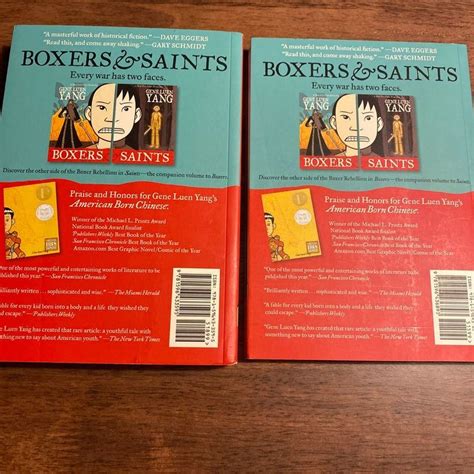 "A masterful work of historical fiction." —DAVE EGGERS
"Read this, and come away shaking." —GARY SCHMIDT
BOXERS & SAINTS
Every war has two faces.
GENE LUEN
YANG
GENE LUEN
YANG
BOXERS
SAINTS
Discover the other side of the Boxer Rebellion in Saints—the companion volume to Boxers.
Praise and Honors for Gene Luen Yang's
American Born Chinese:
Winner of the Michael L. Printz Award
National Book Award finalist
Publishers Weekly Best Book of the Year
San Francisco Chronicle Best Book of the Year
Amazon.com Best Graphic Novel/Comic of the Year
"One of the most powerful and entertaining works of literature to be
published this year." —San Francisco Chronicle
"Brilliantly written ... sophisticated and wise." —The Miami Herald
"A fable for every kid born into a body and a life they wished they
could escape." —Publishers Weekly
"Gene Luen Yang has created that rare article: a youthful tale with
something new to say about American youth." —The New York Times
"A masterful work of historical fiction." —DAVE EGGERS
"Read this, and come away shaking." —GARY SCHMIDT
BOXERS & SAINTS
Every war has two faces.
GENE LUEN
YANG
GENE LUEN
YANG
BOXERS
SAINTS
Discover the other side of the Boxer Rebellion in
Praise and Honors for Gene Luen Yang's
American Born Chinese:
Winner of the Michael L. Printz Award
National Book Award finalist
Publishers Weekly Best Book of the Year
San Francisco Chronicle Best Book of the Year
Amazon.com Best Graphic Novel/Comic of the Year
"One of the most powerful and entertaining works of literature to be
published this year." —San Francisco Chronicle
"Brilliantly written ... sophisticated and wise." —The Miami Herald
"A fable for every kid born into a body and a life they wished they
could escape." —Publishers Weekly
"Gene Luen Yang has created that rare article: a youthful tale with
something new to say about American youth." —The New York Times